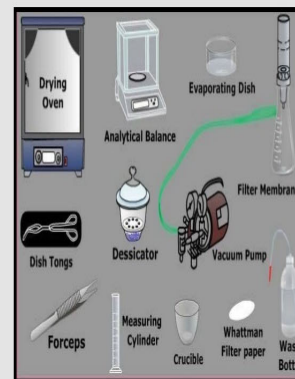 Drying
Oven
Analytical Balance
Evaporating Dish
Filter Membran
Dish Tongs
Dessicator
Vacuum Pump
Forceps
Measuring
Cylinder
Crucible
Whattman
Filter paper
Was
Bott